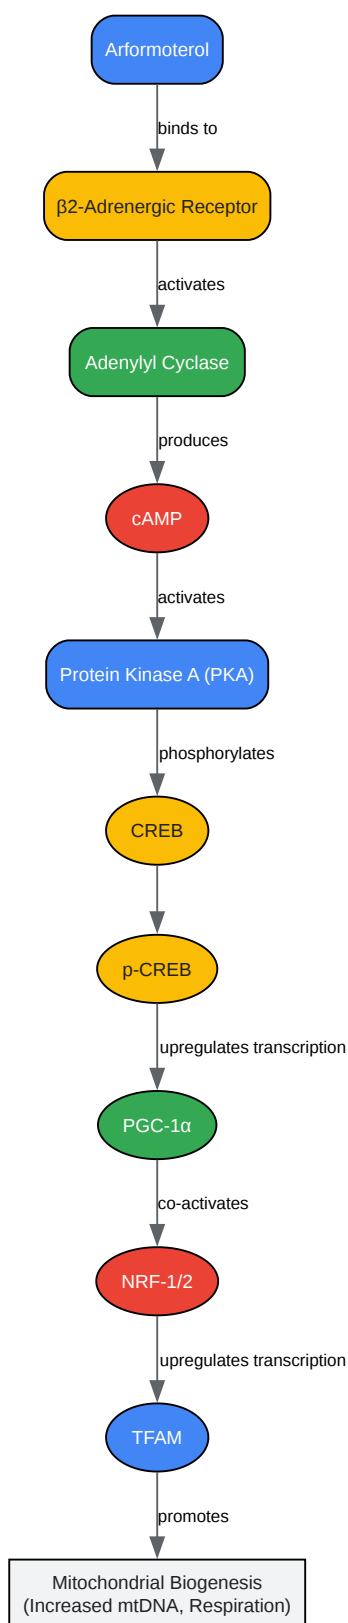 Arformoterol
binds to
β2-Adrenergic Receptor
activates
Adenylyl Cyclase
produces
cAMP
activates
Protein Kinase A (PKA)
phosphorylates
CREB
p-CREB
upregulates transcription
PGC-1α
co-activates
NRF-1/2
upregulates transcription
TFAM
promotes
Mitochondrial Biogenesis
(Increased mtDNA, Respiration)